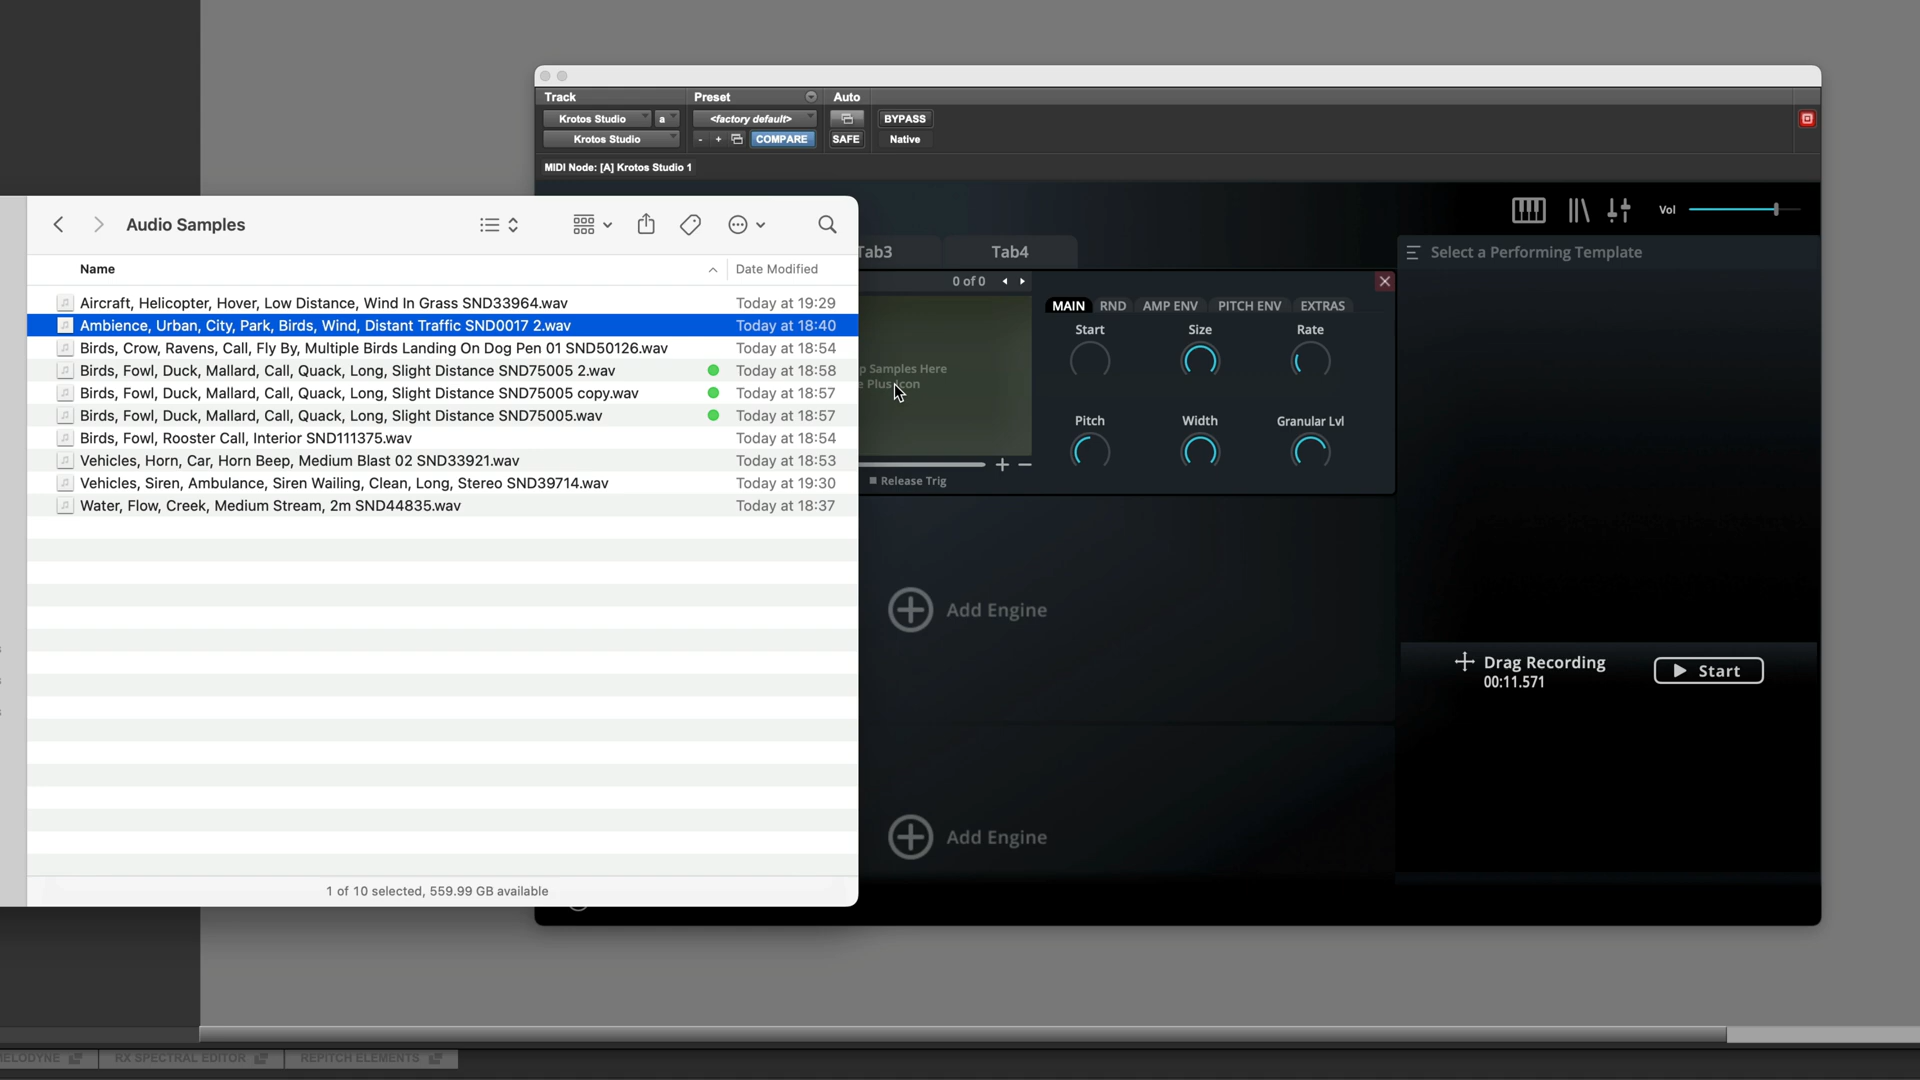 Track
Preset
Auto
Krotos Studio
a
<factory default>
BYPASS
Krotos Studio
- +
COMPARE
SAFE
Native
MIDI Node: [A] Krotos Studio 1
Audio Samples
Vol
Tab3
Tab4
Select a Performing Template
Name
Date Modified
0 of 0
Aircraft, Helicopter, Hover, Low Distance, Wind In Grass SND33964.wav
Today at 19:29
Ambience, Urban, City, Park, Birds, Wind, Distant Traffic SND0017 2.wav
Today at 18:40
Birds, Crow, Ravens, Call, Fly By, Multiple Birds Landing On Dog Pen 01 SND50126.wav
Today at 18:54
Birds, Fowl, Duck, Mallard, Call, Quack, Long, Slight Distance SND75005 2.wav
Today at 18:58
Birds, Fowl, Duck, Mallard, Call, Quack, Long, Slight Distance SND75005 copy.wav
Today at 18:57
Birds, Fowl, Duck, Mallard, Call, Quack, Long, Slight Distance SND75005.wav
Today at 18:57
Birds, Fowl, Rooster Call, Interior SND111375.wav
Today at 18:54
Vehicles, Horn, Car, Horn Beep, Medium Blast 02 SND33921.wav
Today at 18:53
Vehicles, Siren, Ambulance, Siren Wailing, Clean, Long, Stereo SND39714.wav
Today at 19:30
Water, Flow, Creek, Medium Stream, 2m SND44835.wav
Today at 18:37
MAIN
RND
AMP ENV
PITCH ENV
EXTRAS
Start
Size
Rate
p Samples Here
e Plus Icon
Pitch
Width
Granular Lvl
Release Trig
Add Engine
Drag Recording
00:11.571
Start
Add Engine
1 of 10 selected, 559.99 GB available
ELODYNE
RX SPECTRAL EDITOR
REPITCH ELEMENTS